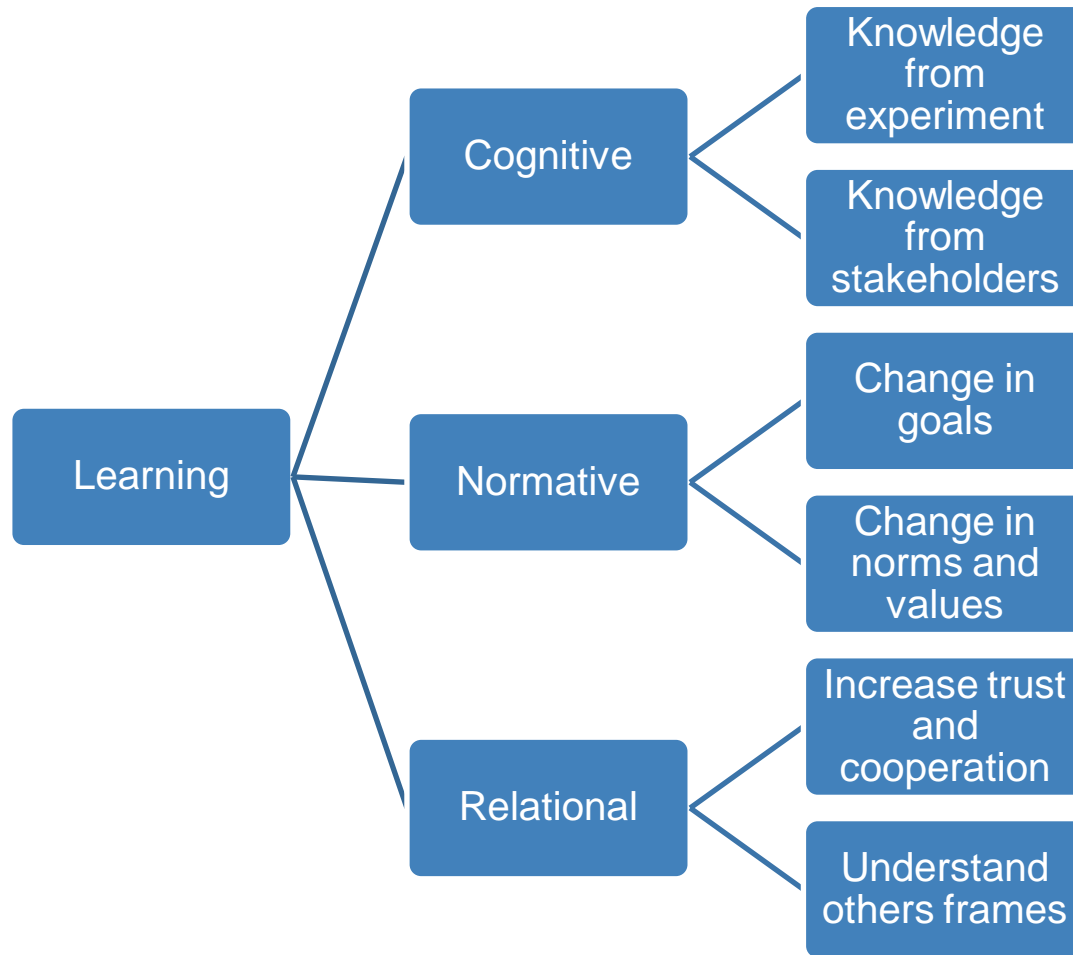 Learning
Cognitive
Knowledge
from
experiment
Knowledge
from
stakeholders
Normative
Change in
goals
Change in
norms and
values
Relational
Increase trust
and
cooperation
Understand
others frames